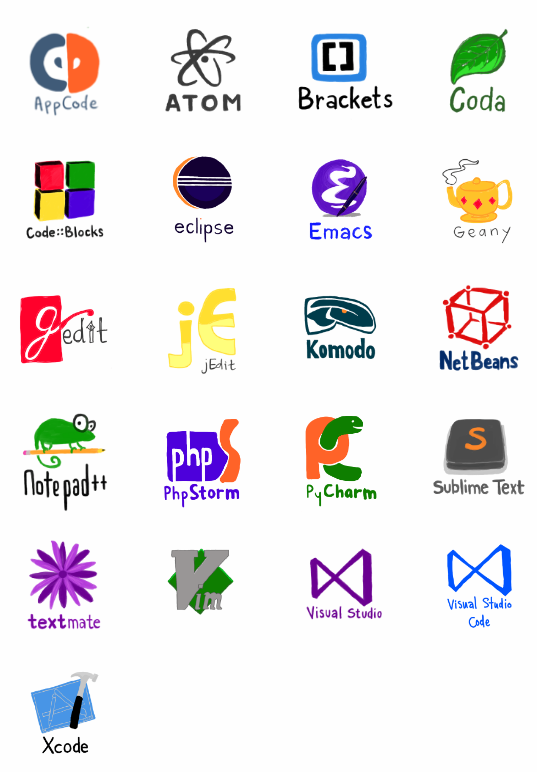 AppCode
ATOM
Brackets
Coda
Code::Blocks
eclipse
Emacs
Geany
gedit
jE
jEdit
Komodo
NetBeans
Notepad++
php
PhpStorm
PyCharm
S
Sublime Text
textmate
Vim
Visual Studio
Visual Studio
Code
Xcode